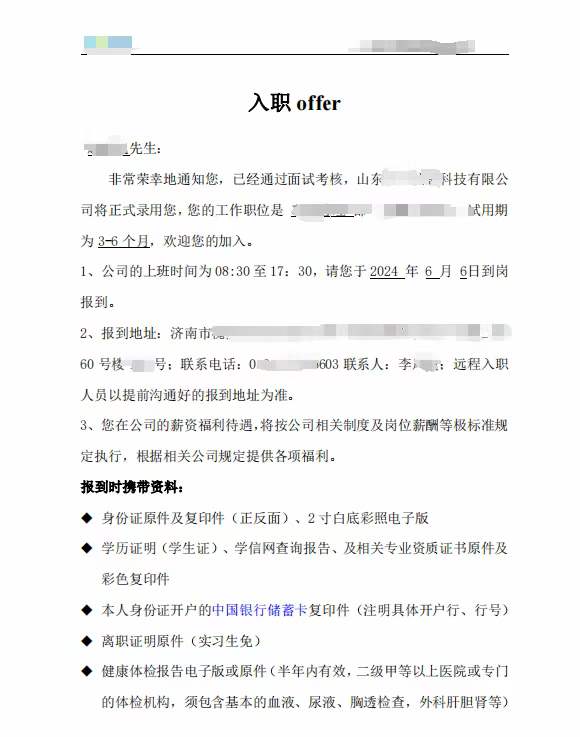 入职 offer
先生：
非常荣幸地通知您，已经通过面试考核，山东 科技有限公
司将正式录用您，您的工作职位是 试用期
为 3-6 个月，欢迎您的加入。
1、公司的上班时间为 08:30 至 17：30，请您于 2024 年 6 月 6日到岗
报到。
2、报到地址：济南市
60 号楼 号；联系电话：0 603 联系人：李 ；远程入职
人员以提前沟通好的报到地址为准。
3、您在公司的薪资福利待遇,将按公司相关制度及岗位薪酬等极标准规
定执行，根据相关公司规定提供各项福利。
报到时携带资料：
◆ 身份证原件及复印件（正反面）、2 寸白底彩照电子版
◆ 学历证明（学生证）、学信网查询报告、及相关专业资质证书原件及
彩色复印件
◆ 本人身份证开户的中国银行储蓄卡复印件（注明具体开户行、行号）
◆ 离职证明原件（实习生免）
◆ 健康体检报告电子版或原件（半年内有效，二级甲等以上医院或专门
的体检机构，须包含基本的血液、尿液、胸透检查，外科肝胆肾等）